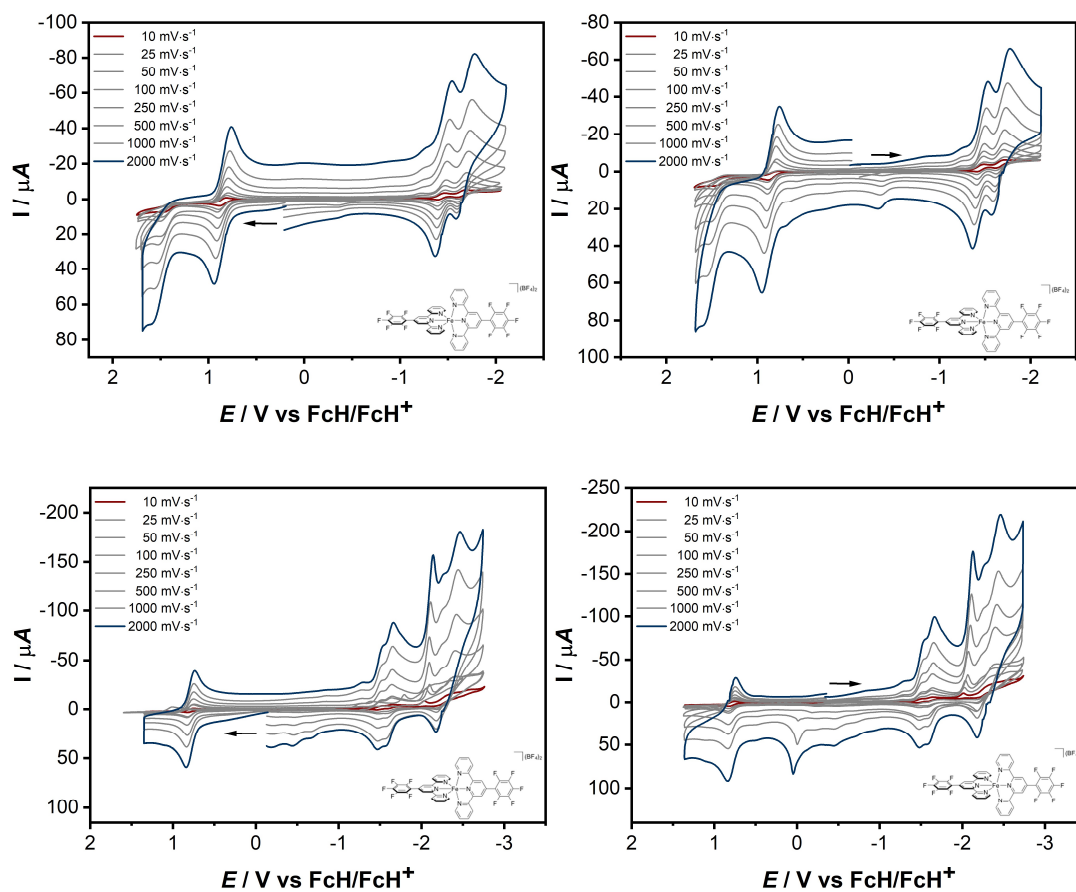 -100
-80
-60
-40
-20
0
20
40
60
80
2
1
0
-1
-2
I / µA
E / V vs FcH/FcH⁺
10 mV·s⁻¹
25 mV·s⁻¹
50 mV·s⁻¹
100 mV·s⁻¹
250 mV·s⁻¹
500 mV·s⁻¹
1000 mV·s⁻¹
2000 mV·s⁻¹
(BF₄)₂
-80
-60
-40
-20
0
20
40
60
80
100
2
1
0
-1
-2
I / µA
E / V vs FcH/FcH⁺
10 mV·s⁻¹
25 mV·s⁻¹
50 mV·s⁻¹
100 mV·s⁻¹
250 mV·s⁻¹
500 mV·s⁻¹
1000 mV·s⁻¹
2000 mV·s⁻¹
(BF₄)₂
-200
-150
-100
-50
0
50
100
2
1
0
-1
-2
-3
I / µA
E / V vs FcH/FcH⁺
10 mV·s⁻¹
25 mV·s⁻¹
50 mV·s⁻¹
100 mV·s⁻¹
250 mV·s⁻¹
500 mV·s⁻¹
1000 mV·s⁻¹
2000 mV·s⁻¹
(BF₄)₂
-250
-200
-150
-100
-50
0
50
100
2
1
0
-1
-2
-3
I / µA
E / V vs FcH/FcH⁺
10 mV·s⁻¹
25 mV·s⁻¹
50 mV·s⁻¹
100 mV·s⁻¹
250 mV·s⁻¹
500 mV·s⁻¹
1000 mV·s⁻¹
2000 mV·s⁻¹